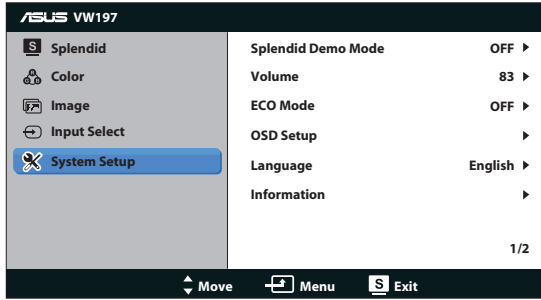 ASUS VW197
S Splendid
Color
Image
Input Select
System Setup
Splendid Demo Mode OFF
Volume 83
ECO Mode OFF
OSD Setup
Language English
Information
1/2
Move Menu S Exit